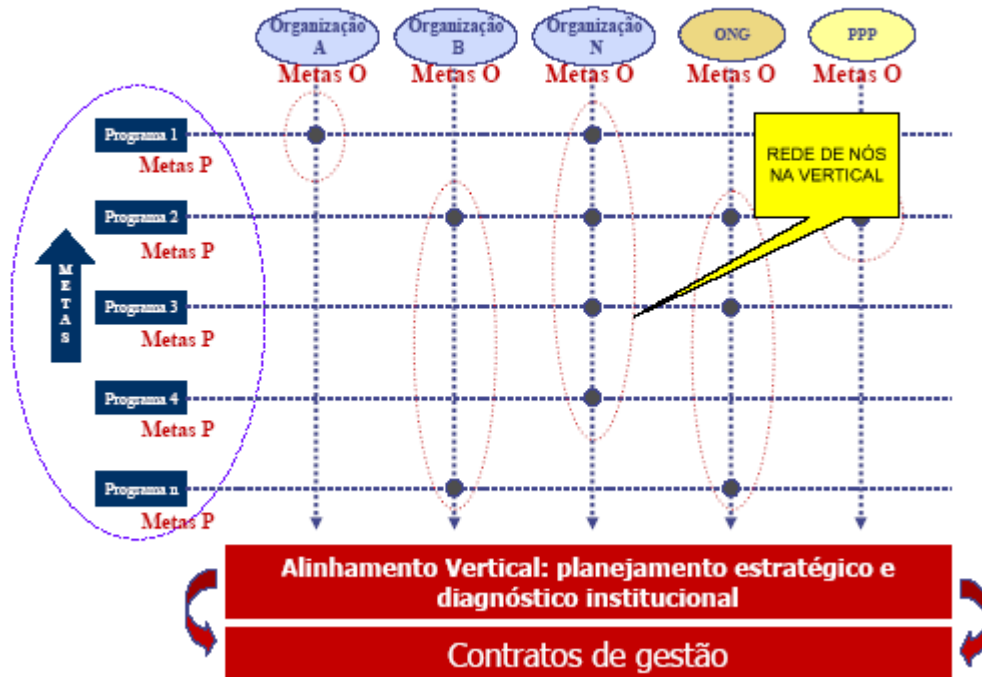 Organização
A
Organização
B
Organização
N
ONG
PPP
Metas O
Metas O
Metas O
Metas O
Metas O
Programa 1
Metas P
REDE DE NÓS
NA VERTICAL
Programa 2
Metas P
METAS
Programa 3
Metas P
Programa 4
Metas P
Programa n
Metas P
Alinhamento Vertical: planejamento estratégico e
diagnóstico institucional
Contratos de gestão